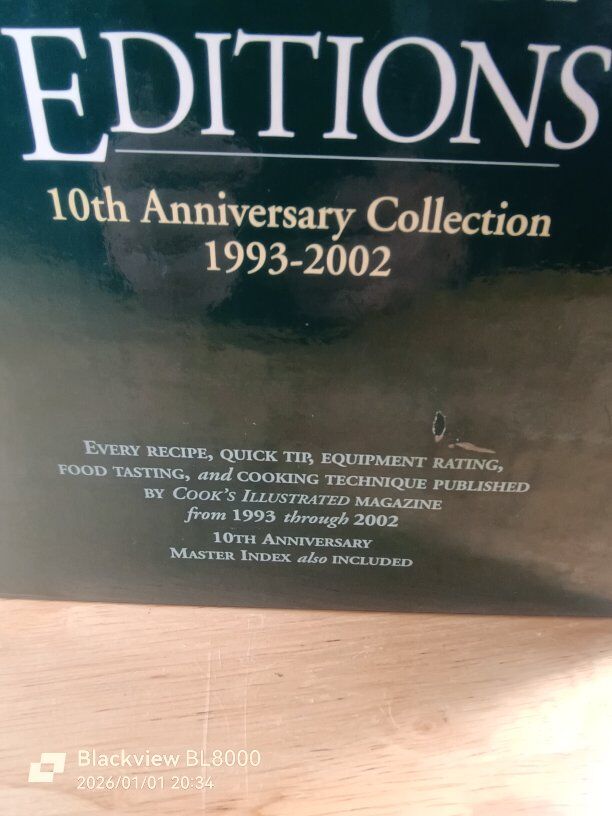 EDITIONS
10th Anniversary Collection
1993-2002
EVERY RECIPE, QUICK TIP, EQUIPMENT RATING,
FOOD TASTING, and COOKING TECHNIQUE PUBLISHED
BY COOK'S ILLUSTRATED MAGAZINE
from 1993 through 2002
10TH ANNIVERSARY
MASTER INDEX also INCLUDED
Blackview BL8000
2026/01/01 20:34